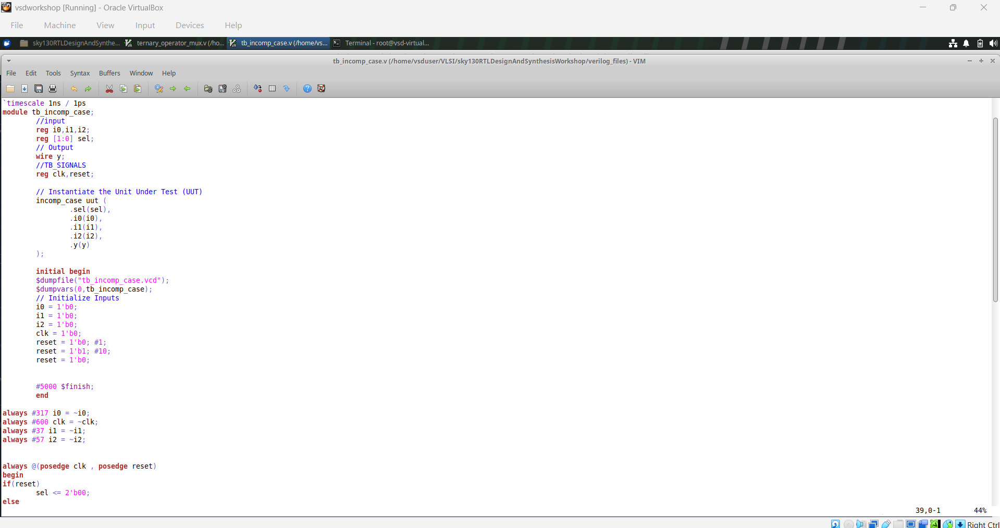 vsdworkshop [Running] - Oracle VirtualBox
File Machine View Input Devices Help
sky130RTLDesignAndSynthe... ternary_operator_mux.v (/ho... tb_incomp_case.v (/home/vs... Terminal - root@vsd-virtual...
tb_incomp_case.v (/home/vsduser/VLSI/sky130RTLDesignAndSynthesisWorkshop/verilog_files) - VIM
File Edit Tools Syntax Buffers Window Help
`timescale 1ns / 1ps
module tb_incomp_case;
//input
reg i0,i1,i2;
reg [1:0] sel;
// Output
wire y;
//TB_SIGNALS
reg clk,reset;
// Instantiate the Unit Under Test (UUT)
incomp_case uut (
.sel(sel),
.i0(i0),
.i1(i1),
.i2(i2),
.y(y)
);
initial begin
$dumpfile("tb_incomp_case.vcd");
$dumpvars(0,tb_incomp_case);
// Initialize Inputs
i0 = 1'b0;
i1 = 1'b0;
i2 = 1'b0;
clk = 1'b0;
reset = 1'b0; #1;
reset = 1'b1; #10;
reset = 1'b0;
#5000 $finish;
end
always #317 i0 = ~i0;
always #600 clk = ~clk;
always #37 i1 = ~i1;
always #57 i2 = ~i2;
always @(posedge clk , posedge reset)
begin
if(reset)
sel <= 2'b00;
else
39,0-1 44%
Right Ctrl